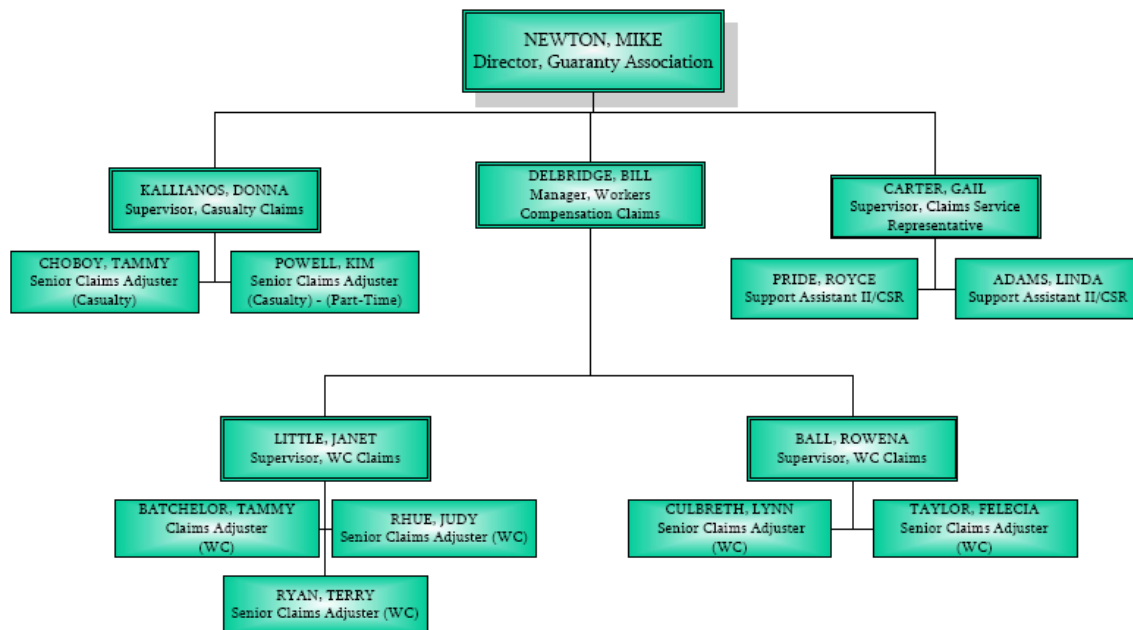 NEWTON, MIKE
Director, Guaranty Association
KALLIANOS, DONNA
Supervisor, Casualty Claims
DELBRIDGE, BILL
Manager, Workers
Compensation Claims
CARTER, GAIL
Supervisor, Claims Service
Representative
CHOBOY, TAMMY
Senior Claims Adjuster
(Casualty)
POWELL, KIM
Senior Claims Adjuster
(Casualty) - (Part-Time)
PRIDE, ROYCE
Support Assistant II/CSR
ADAMS, LINDA
Support Assistant II/CSR
LITTLE, JANET
Supervisor, WC Claims
BALL, ROWENA
Supervisor, WC Claims
BATCHELOR, TAMMY
Claims Adjuster
(WC)
RHUE, JUDY
Senior Claims Adjuster (WC)
RYAN, TERRY
Senior Claims Adjuster (WC)
CULBRETH, LYNN
Senior Claims Adjuster
(WC)
TAYLOR, FELECIA
Senior Claims Adjuster
(WC)